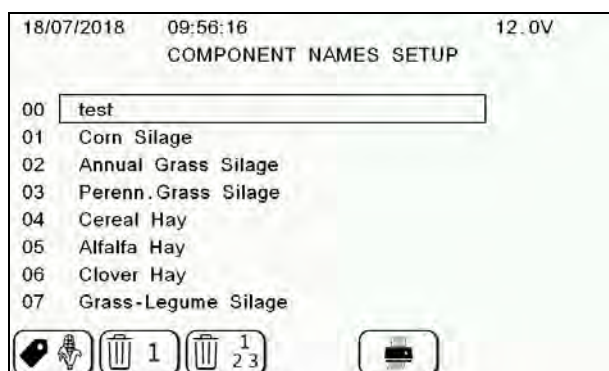 18/07/2018 09:56:16 12.0V
COMPONENT NAMES SETUP
00 test
01 Corn Silage
02 Annual Grass Silage
03 Perenn.Grass Silage
04 Cereal Hay
05 Alfalfa Hay
06 Clover Hay
07 Grass-Legume Silage
1 1 2 3